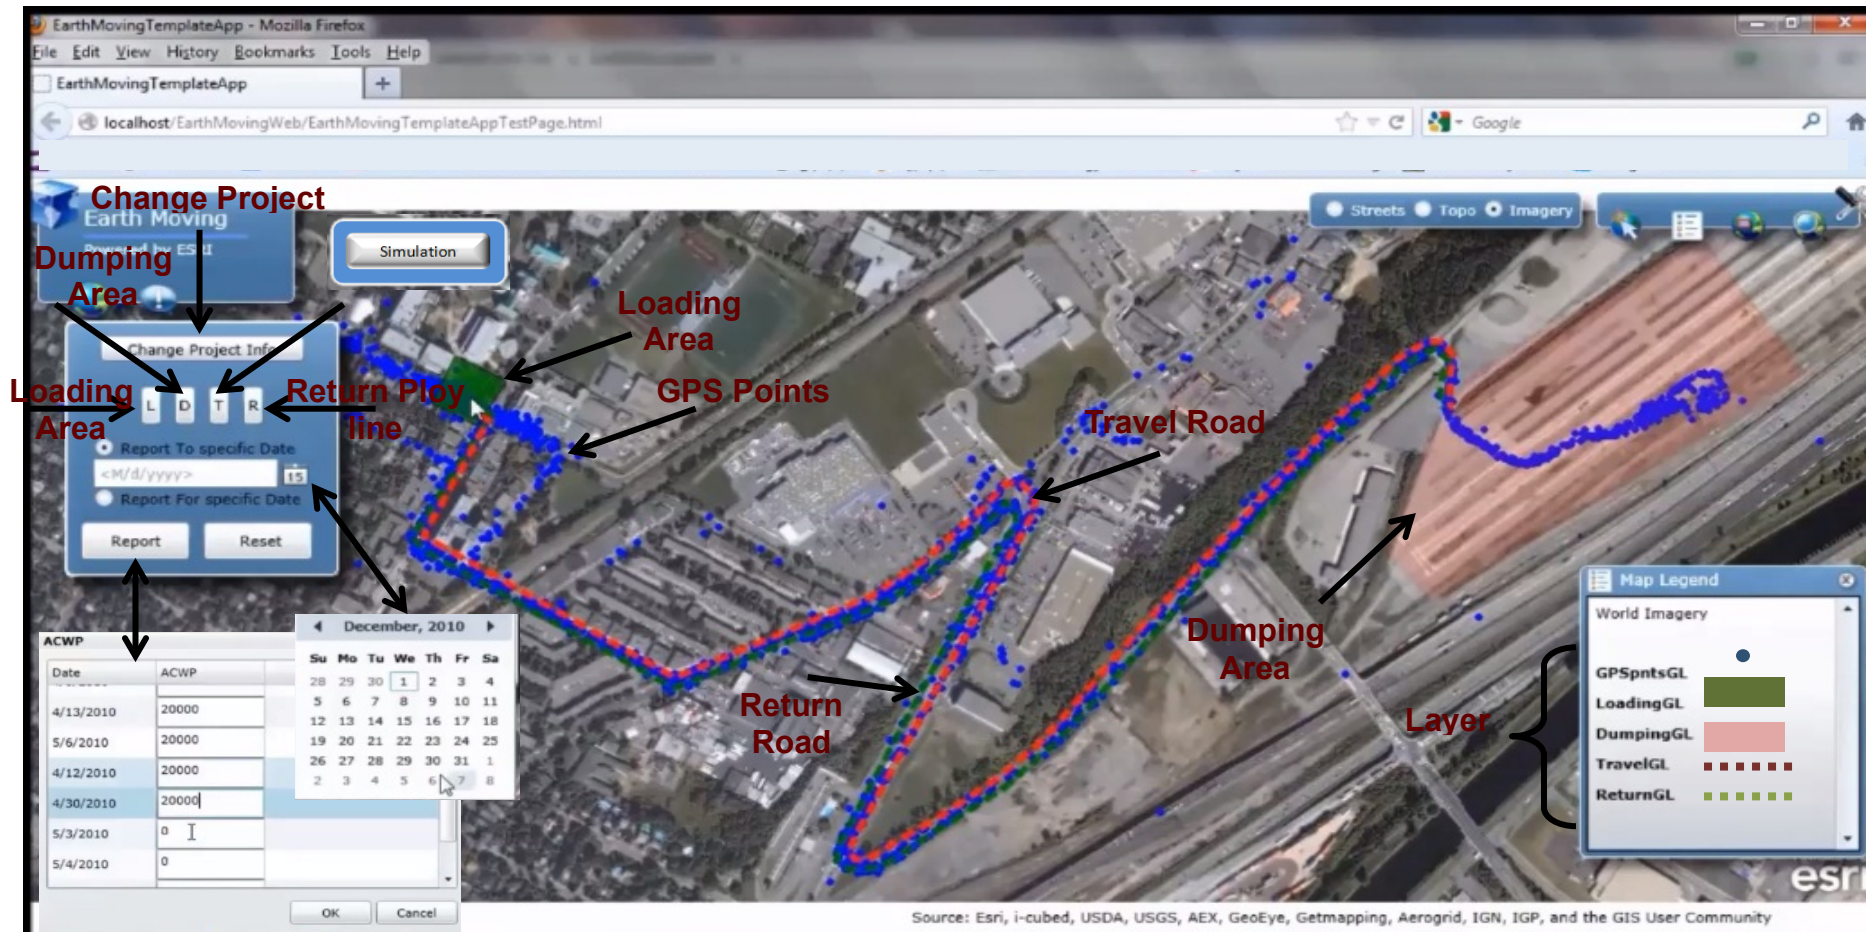 EarthMovingTemplateApp - Mozilla Firefox
File Edit View History Bookmarks Tools Help
EarthMovingTemplateApp
+
localhost/EarthMovingWeb/EarthMovingTemplateAppTestPage.html
Google
Change Project
Earth Moving
Powered by ESRI
Simulation
Streets Topo Imagery
Dumping
Area
Loading
Area
Change Project Info
Loading
Area
L D T R
Return Ploy
line
GPS Points
Travel Road
Report To specific Date
<M/d/yyyy> 15
Report For specific Date
Report Reset
Dumping
Area
Return
Road
Layer
Map Legend
World Imagery
GPSpntsGL
LoadingGL
DumpingGL
TravelGL
ReturnGL
December, 2010
Su Mo Tu We Th Fr Sa
28 29 30 1 2 3 4
5 6 7 8 9 10 11
12 13 14 15 16 17 18
19 20 21 22 23 24 25
26 27 28 29 30 31 1
2 3 4 5 6 7 8
ACWP
Date ACWP
4/13/2010 20000
5/6/2010 20000
4/12/2010 20000
4/30/2010 20000
5/3/2010 0
5/4/2010 0
OK Cancel
esri
Source: Esri, i-cubed, USDA, USGS, AEX, GeoEye, Getmapping, Aerogrid, IGN, IGP, and the GIS User Community